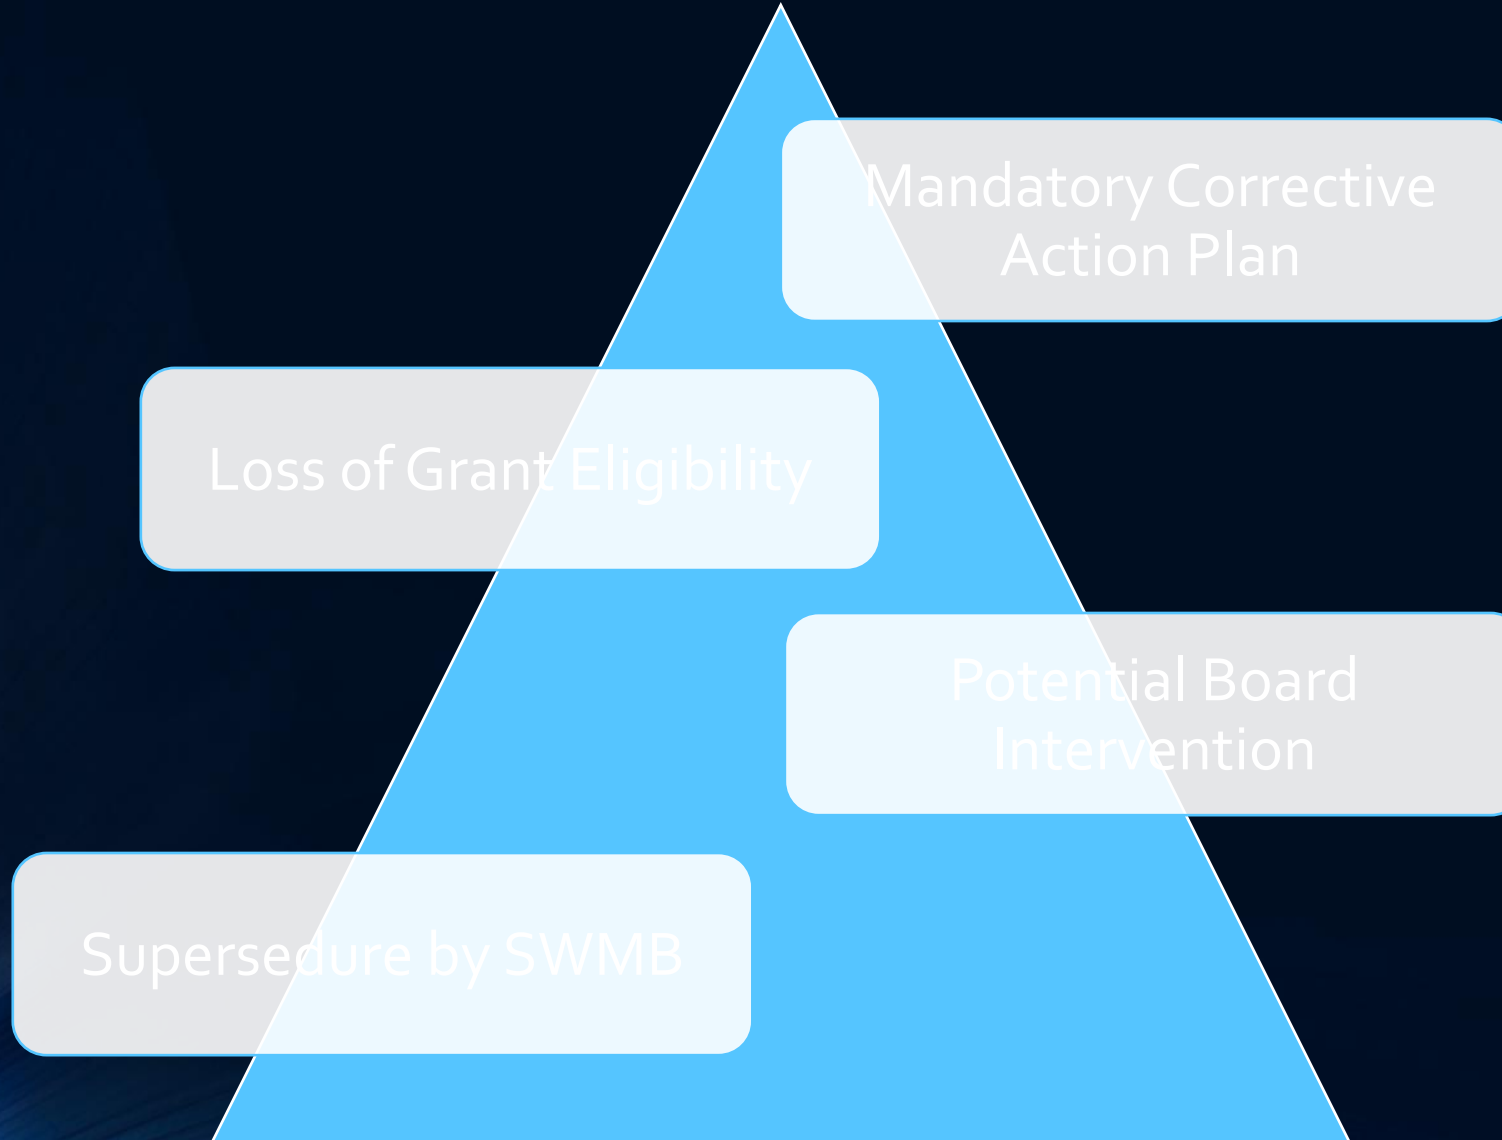 Mandatory Corrective
Action Plan
Loss of Grant Eligibility
Potential Board
Intervention
Supersedure by SWMB